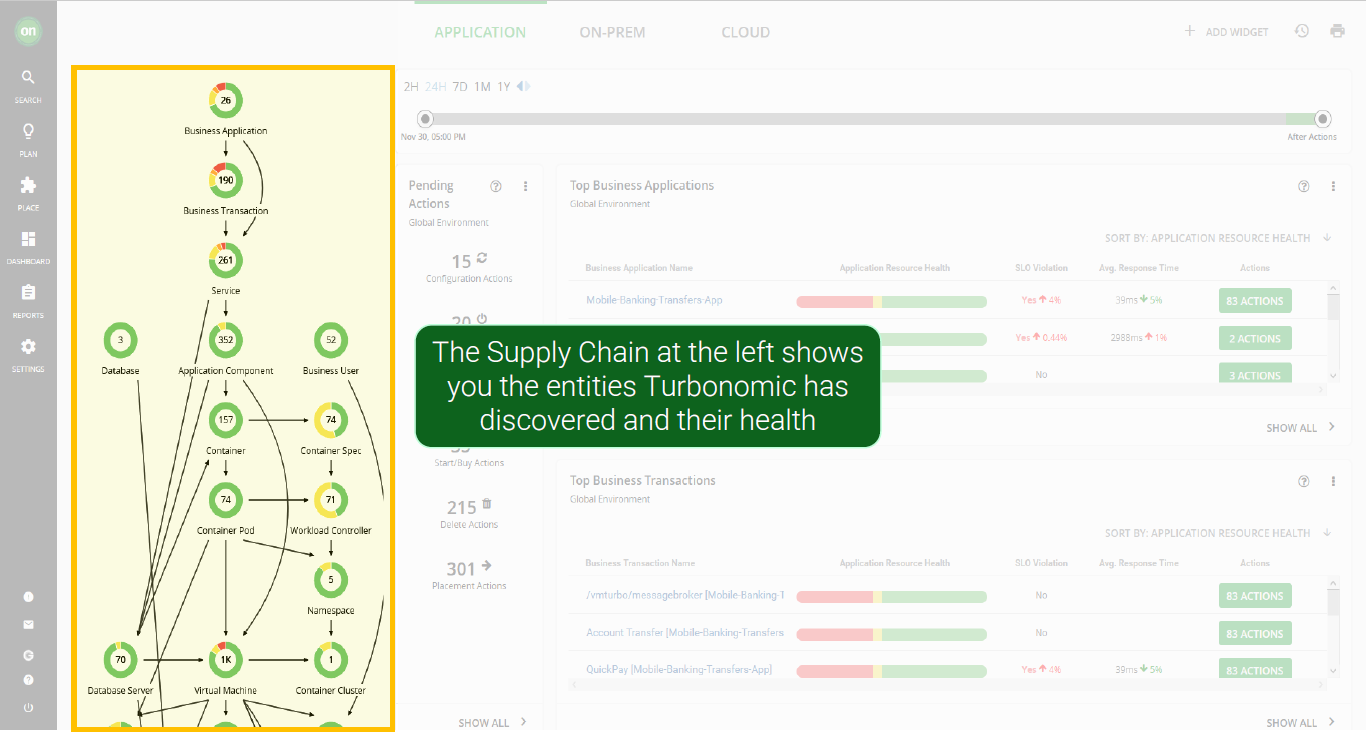 on
SEARCH
PLAN
PLACE
DASHBOARD
REPORTS
SETTINGS
26
Business Application
190
Business Transaction
261
Service
3
Database
352
Application Component
52
Business User
157
Container
74
Container Spec
74
Container Pod
71
Workload Controller
5
Namespace
70
Database Server
1K
Virtual Machine
1
Container Cluster
APPLICATION
ON-PREM
CLOUD
ADD WIDGET
2H 24H 7D 1M 1Y
Nov 30, 05:00 PM
After Actions
Pending
Actions
Global Environment
15
Configuration Actions
20
The Supply Chain at the left shows
you the entities Turbonomic has
discovered and their health
Start/Buy Actions
215
Delete Actions
301
Placement Actions
SHOW ALL
Top Business Applications
Global Environment
SORT BY: APPLICATION RESOURCE HEALTH
Business Application Name Application Resource Health SLO Violation Avg. Response Time Actions
Mobile-Banking-Transfers-App Yes 4% 39ms 5% 83 ACTIONS
Yes 0.44% 2988ms 1% 2 ACTIONS
No 3 ACTIONS
SHOW ALL
Top Business Transactions
Global Environment
SORT BY: APPLICATION RESOURCE HEALTH
Business Transaction Name Application Resource Health SLO Violation Avg. Response Time Actions
/vmturbo/messagebroker [Mobile-Banking-T No 83 ACTIONS
Account Transfer [Mobile-Banking-Transfers No 83 ACTIONS
QuickPay [Mobile-Banking-Transfers-App] Yes 4% 39ms 5% 83 ACTIONS
SHOW ALL